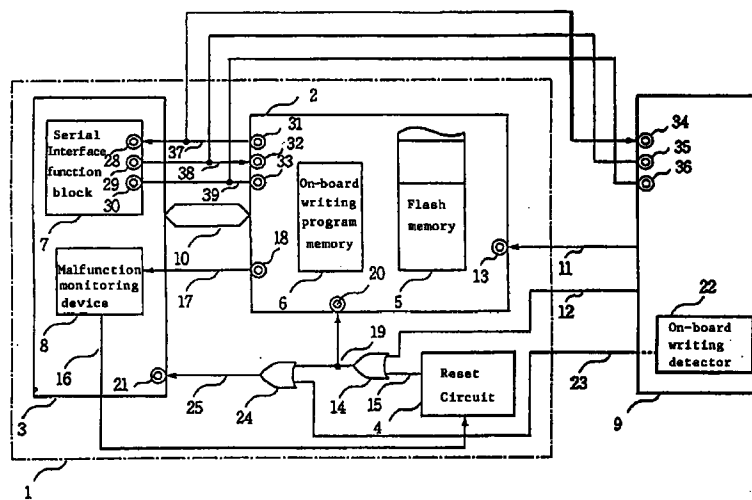 2
31
32
33
34
35
36
Serial
Interface
function
block
28
29
30
37
38
39
On-board
writing
program
memory
Flash
memory
7
10
18
13
11
Malfunction
monitoring
device
17
6
20
5
12
22
On-board
writing
detector
8
16
19
21
25
24
14
15
Reset
Circuit
23
3
4
9
1